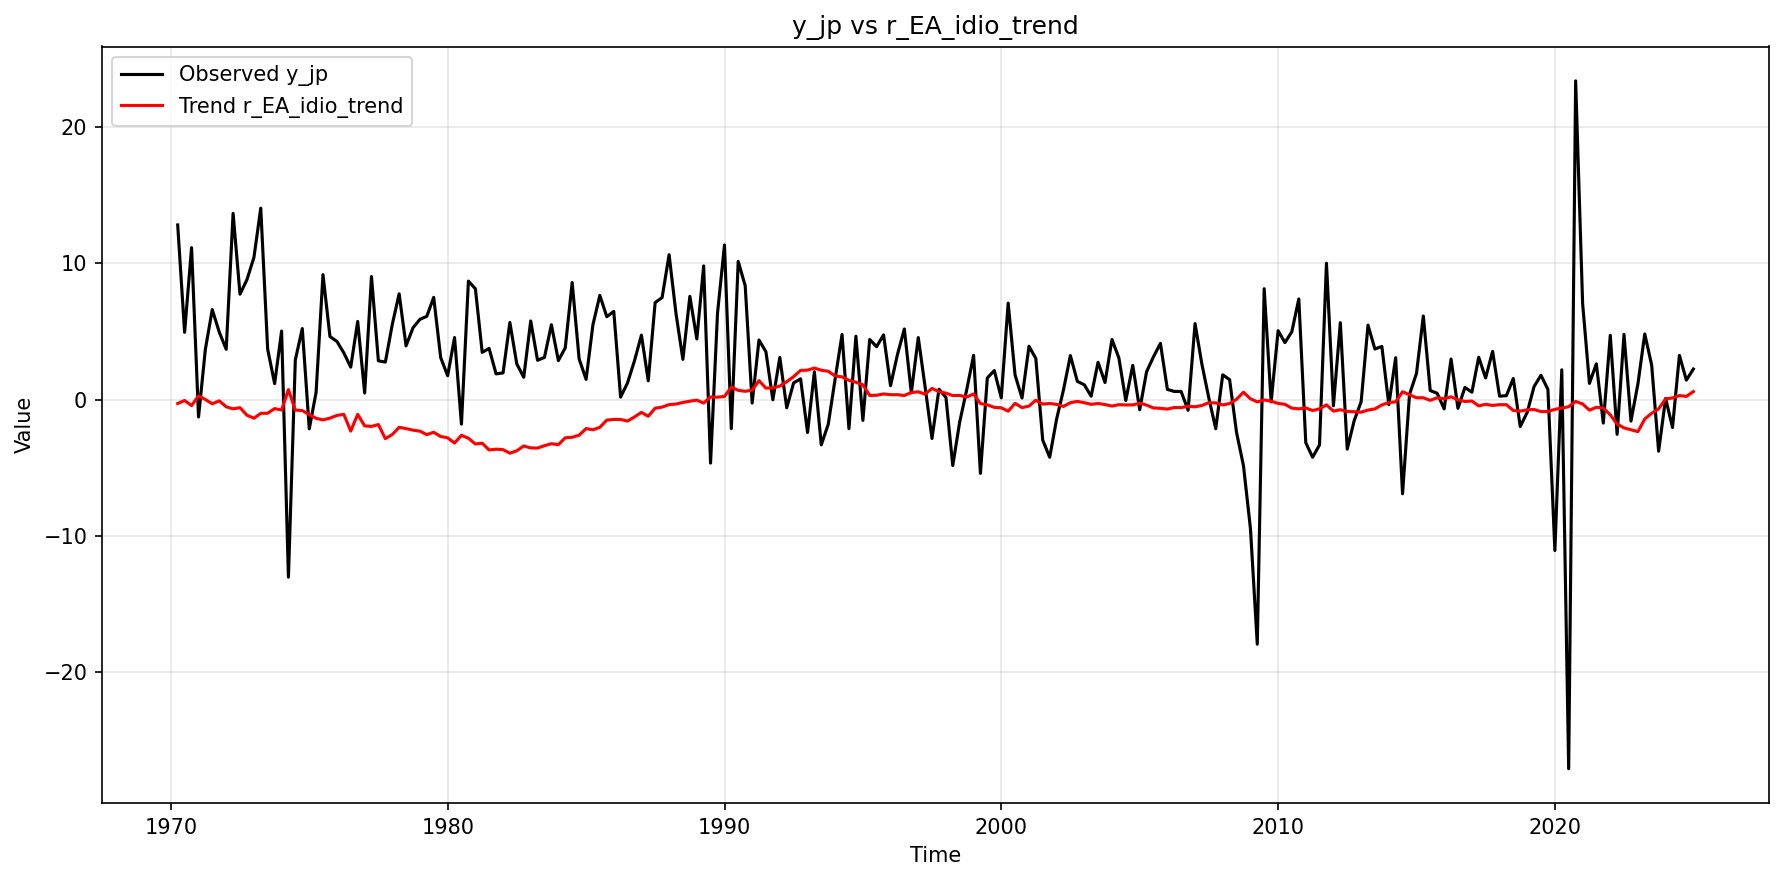 y_jp vs r_EA_idio_trend
Observed y_jp
Trend r_EA_idio_trend
Value
20
10
0
−10
−20
1970
1980
1990
2000
2010
2020
Time